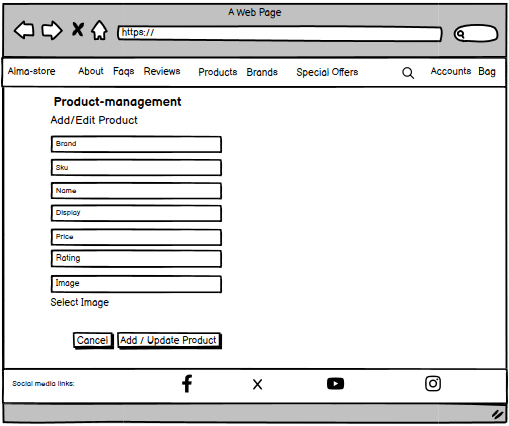 A Web Page
https://
Alma-store About Faqs Reviews Products Brands Special Offers Accounts Bag
Product-management
Add/Edit Product
Brand
Sku
Name
Display
Price
Rating
Image
Select Image
Cancel Add / Update Product
Social media links: